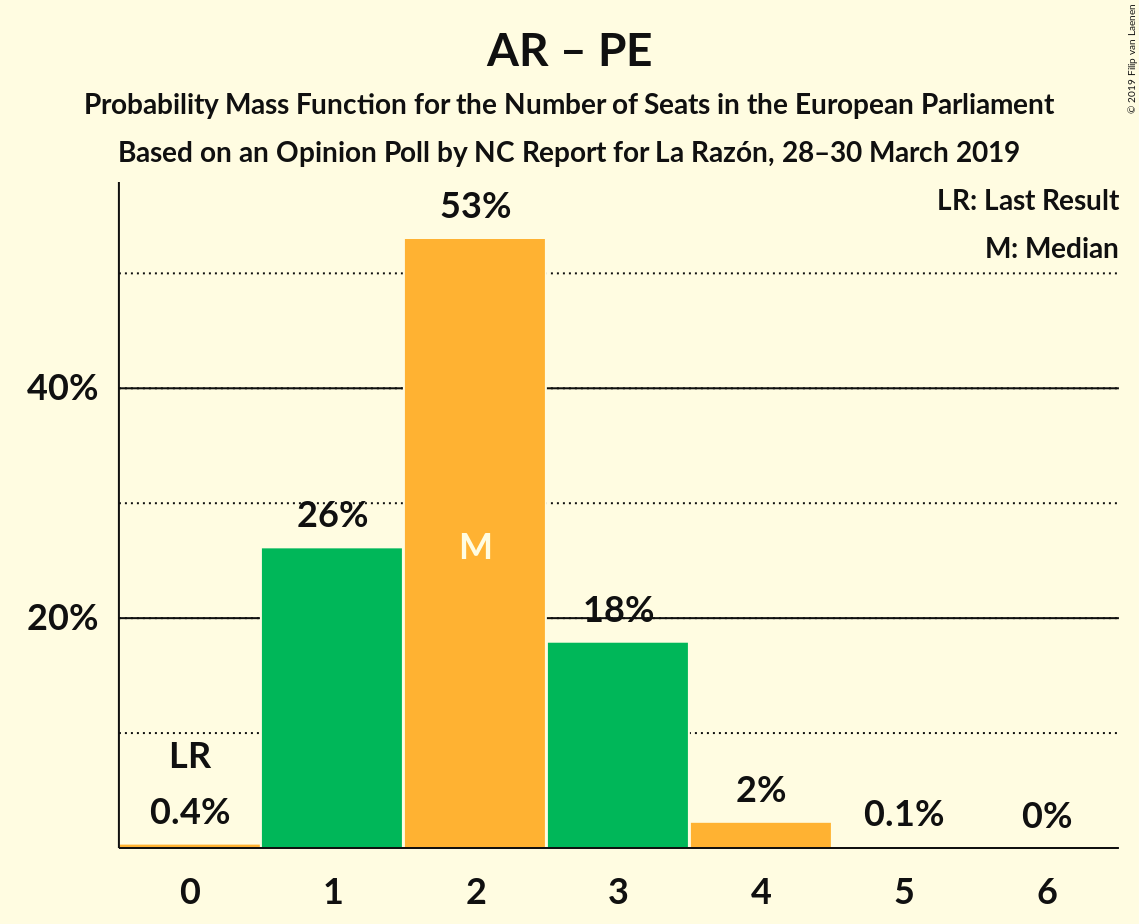 AR – PE
Probability Mass Function for the Number of Seats in the European Parliament
Based on an Opinion Poll by NC Report for La Razón, 28–30 March 2019
© 2019 Filip van Laenen
LR: Last Result
M: Median
53%
40%
26%
M
18%
20%
LR
0.4%
2%
0.1%
0%
0 1 2 3 4 5 6